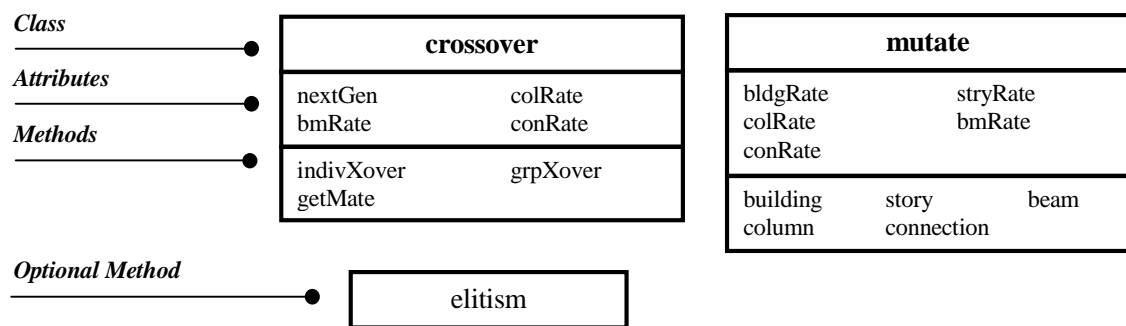 Class
Attributes
Methods
crossover
nextGen colRate
bmRate conRate
indivXover grpXover
getMate
mutate
bldgRate stryRate
colRate bmRate
conRate
building story beam
column connection
Optional Method
elitism